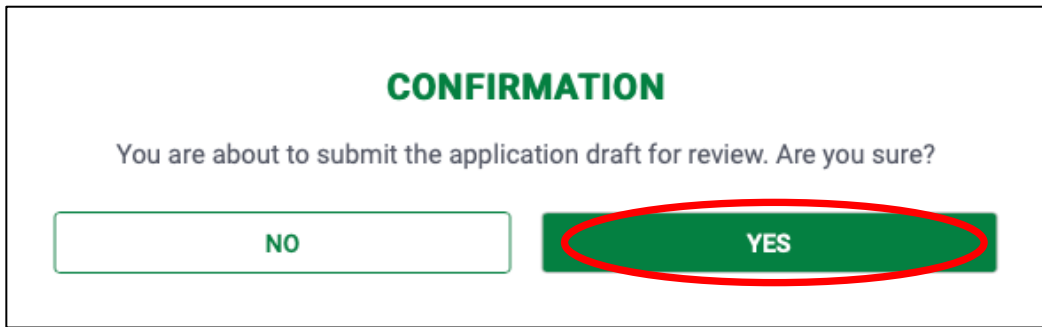 CONFIRMATION
You are about to submit the application draft for review. Are you sure?
NO
YES